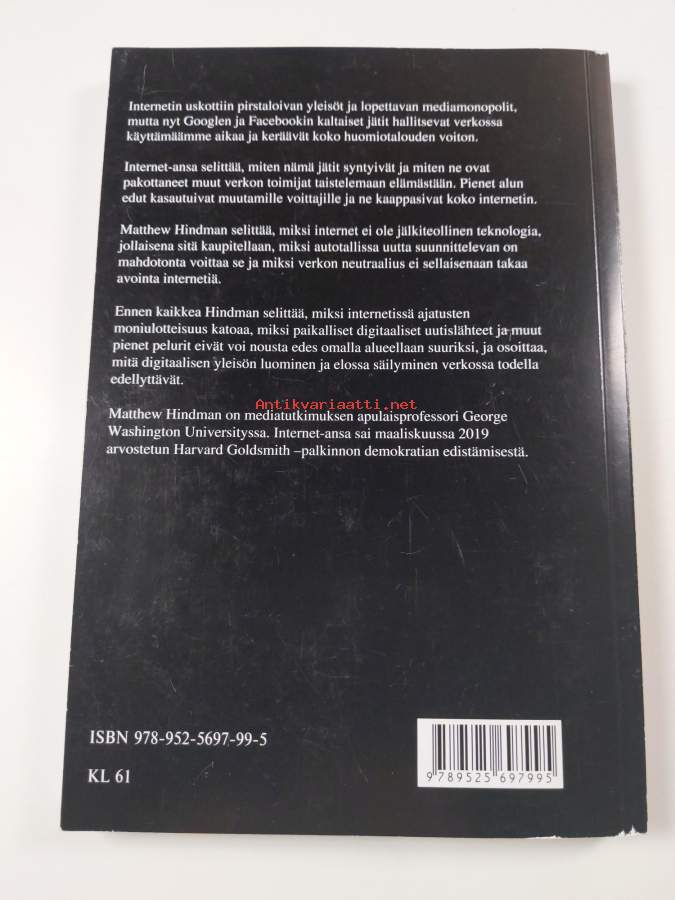 Internetin uskottiin pirstaloivan yleisöt ja lopettavan mediamonopolit,
mutta nyt Googlen ja Facebookin kaltaiset jätit hallitsevat verkossa
käyttämäämme aikaa ja keräävät koko huomiotalouden voiton.
Internet-ansa selittää, miten nämä jätit syntyivät ja miten ne ovat
pakottaneet muut verkon toimijat taistelemaan elämästään. Pienet alun
edut kasautuivat muutamille voittajille ja ne kaappasivat koko internetin.
Matthew Hindman selittää, miksi internet ei ole jälkiteollinen teknologia,
jollaisena sitä kaupitellaan, miksi autotallissa uutta suunnittelevan on
mahdotonta voittaa se ja miksi verkon neutraalius ei sellaisenaan takaa
avointa internetiä.
Ennen kaikkea Hindman selittää, miksi internetissä ajatusten
moniulotteisuus katoaa, miksi paikalliset digitaaliset uutislähteet ja muut
pienet pelurit eivät voi nousta edes omalla alueellaan suuriksi, ja osoittaa,
mitä digitaalisen yleisön luominen ja elossa säilyminen verkossa todella
edellyttävät.
Antikvariaatti.net
Matthew Hindman on mediatutkimuksen apulaisprofessori George
Washington Universityssa. Internet-ansa sai maaliskuussa 2019
arvostetun Harvard Goldsmith –palkinnon demokratian edistämisestä.
ISBN 978-952-5697-99-5
KL 61
9 789525 697995